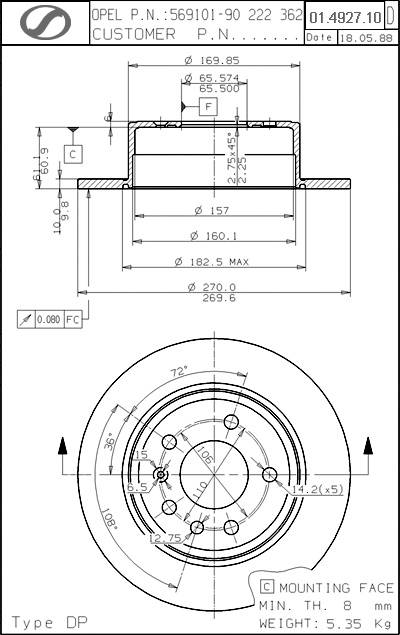 OPEL P.N.:569101-90 222 362
CUSTOMER P.N.......
01.4927.10 D
Date 18.05.88
Ø 169.85
Ø 65.574
65.500
6
F
C
61.1
60.9
10.0
9.8
2.75x45°
2.25
Ø 157
Ø 160.1
Ø 182.5 MAX
Ø 270.0
269.6
0.080 FC
72°
36°
15
6.5
106
110
14.2(x5)
108°
12.75
C MOUNTING FACE
MIN. TH. 8 mm
WEIGHT: 5.35 Kg
Type DP